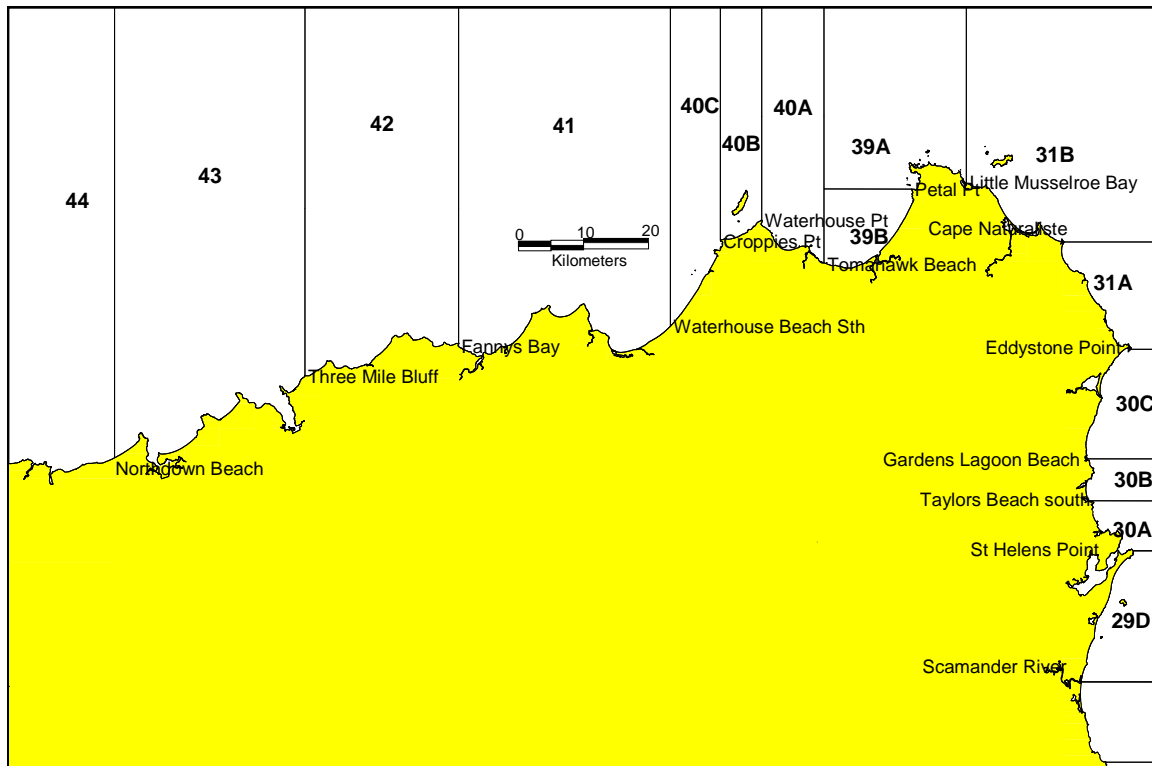 40C
40A
42
41
43
40B
39A
31B
44
Little Musselroe Bay
Petal Pt
Waterhouse Pt
Cape Naturaliste
0 10 20
39B
Croppies Pt
Kilometers
Tomahawk Beach
31A
Waterhouse Beach Sth
Fannys Bay
Eddystone Point
Three Mile Bluff
30C
Gardens Lagoon Beach
Northdown Beach
30B
Taylors Beach south
30A
St Helens Point
29D
Scamander River